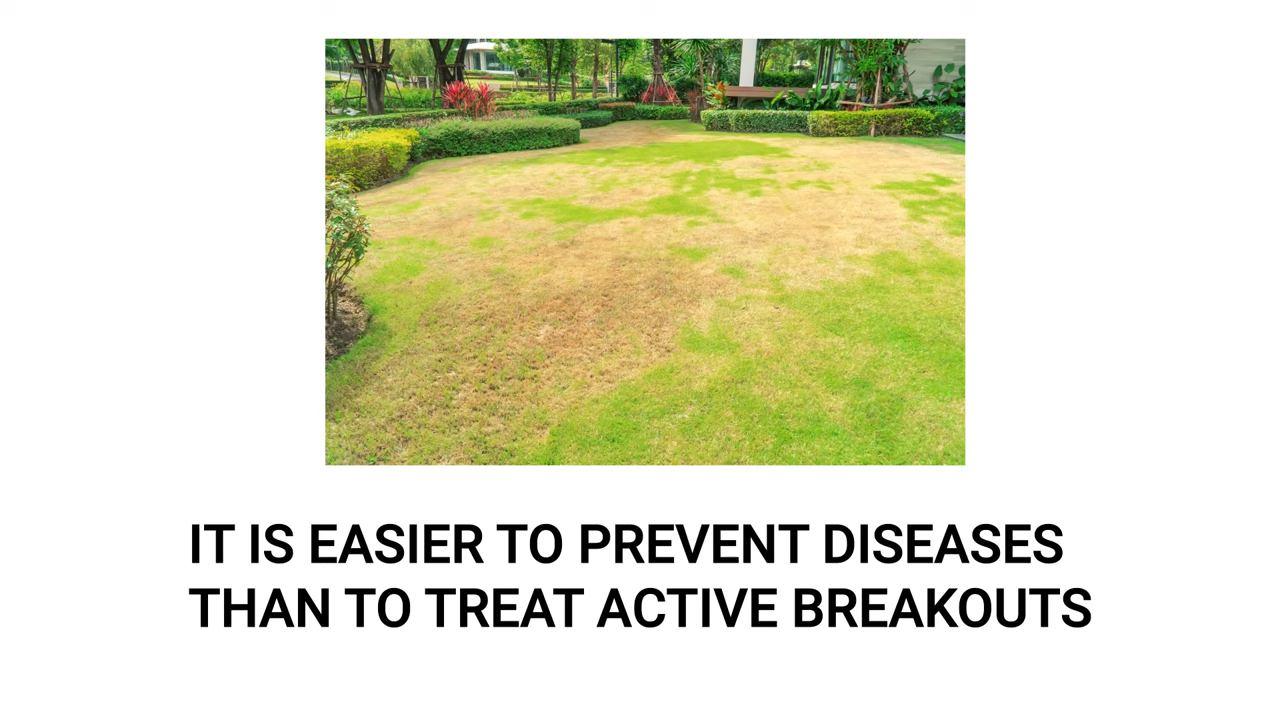 IT IS EASIER TO PREVENT DISEASES
THAN TO TREAT ACTIVE BREAKOUTS